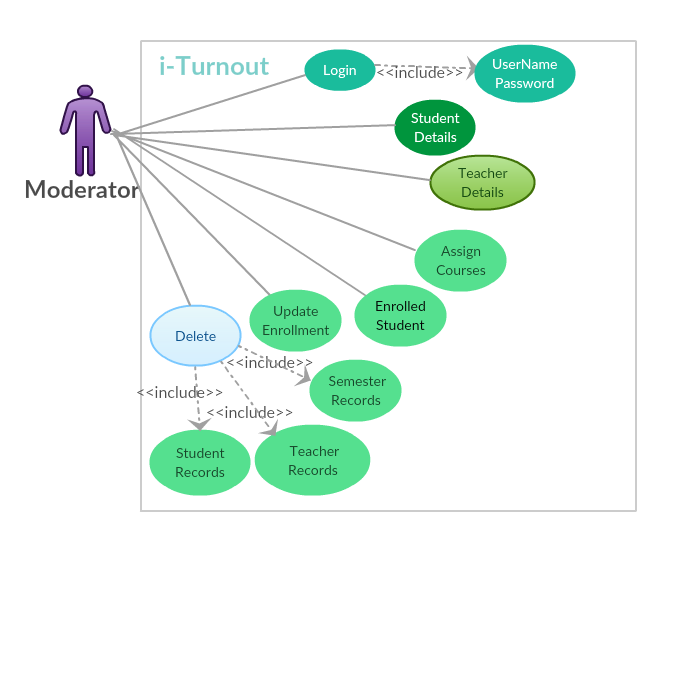 i-Turnout
Login
<<include>>
UserName
Password
Student
Details
Teacher
Details
Moderator
Assign
Courses
Update
Enrollment
Enrolled
Student
Delete
<<include>>
<<include>>
<<include>>
Semester
Records
Student
Records
Teacher
Records